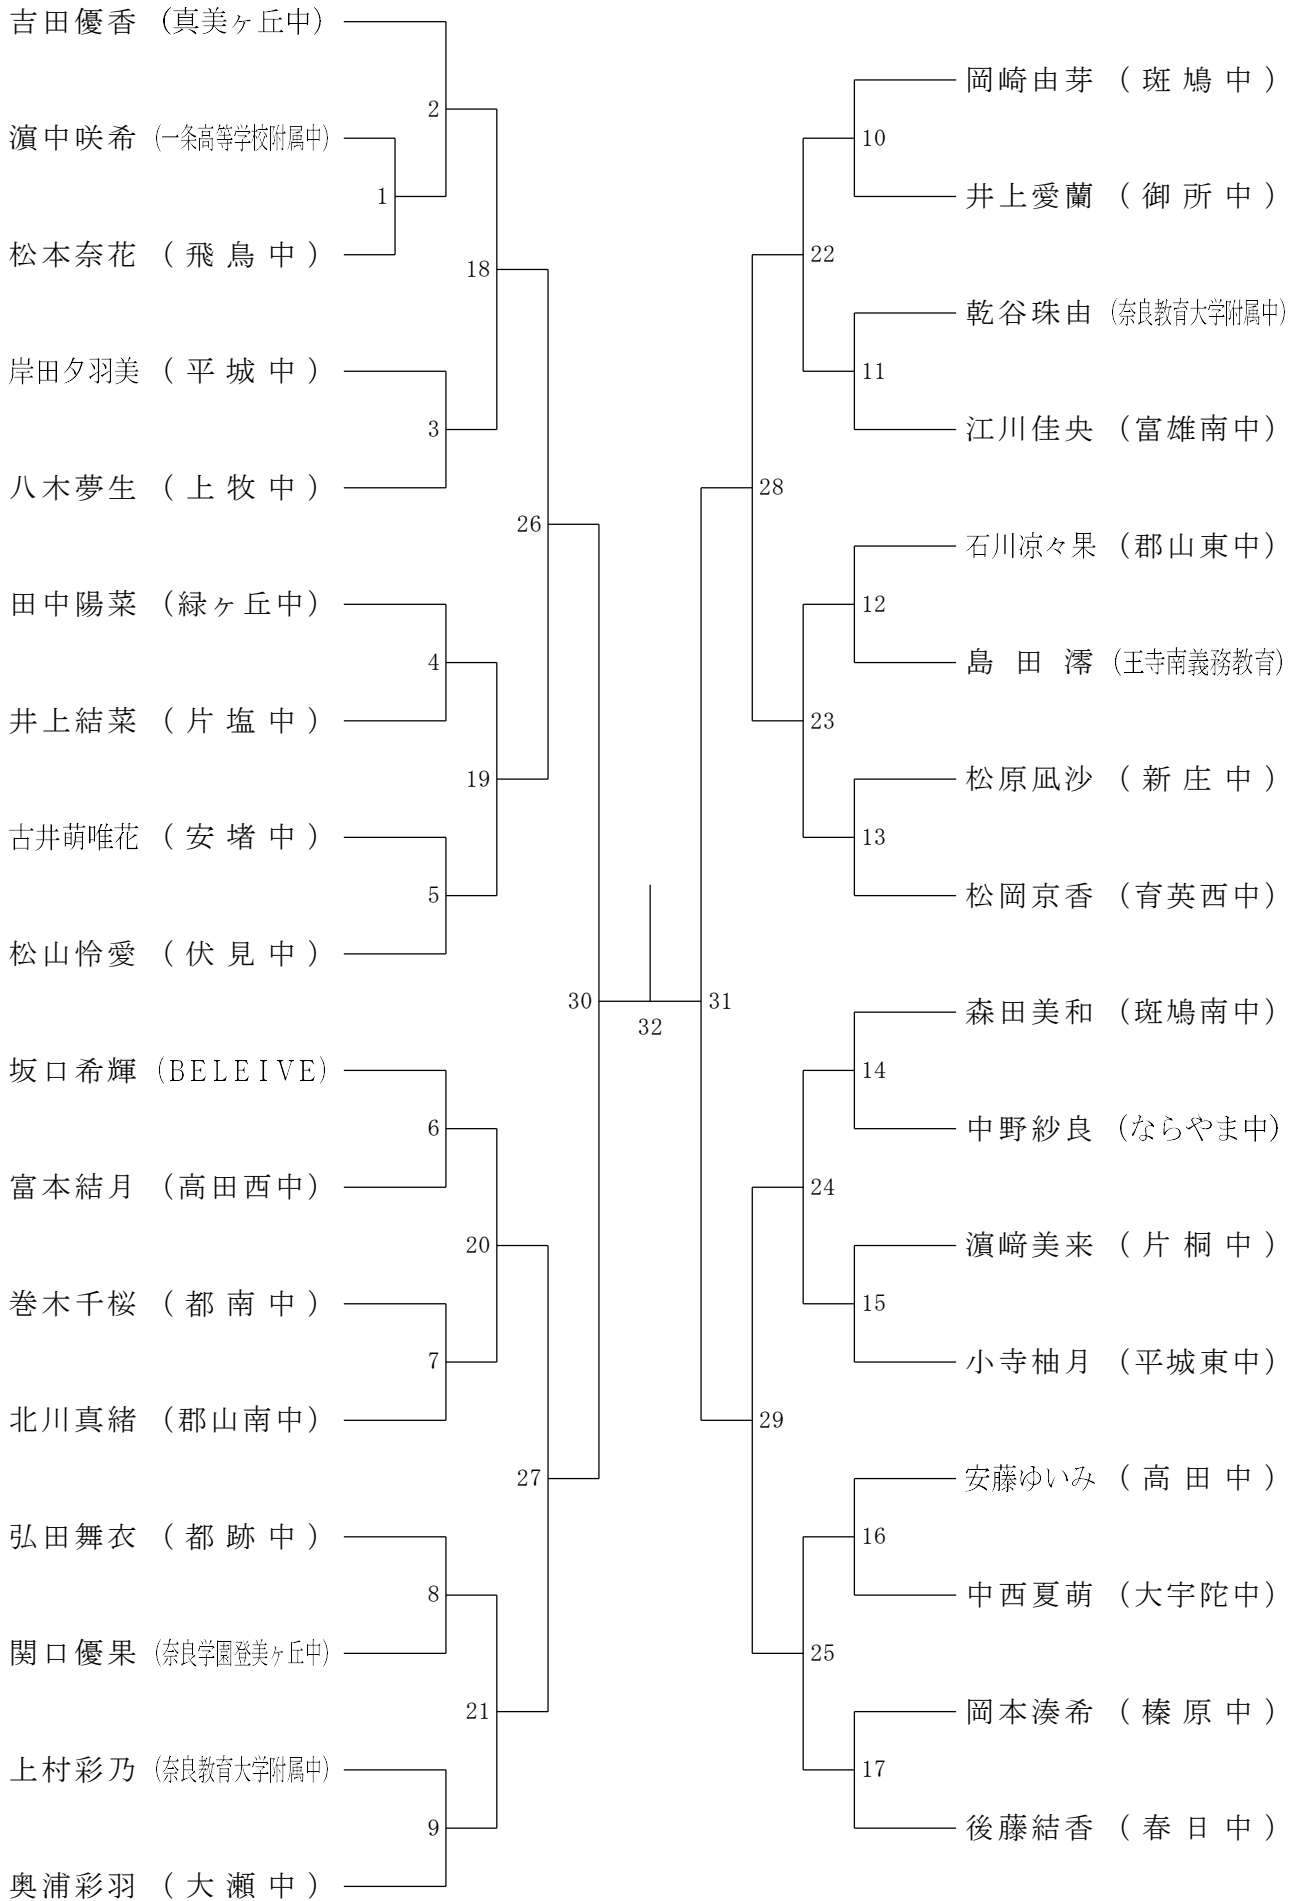 吉田優香 (真美ヶ丘中)
濵中咲希 (一条高等学校附属中)
松本奈花 (飛鳥中)
岸田夕羽美 (平城中)
八木夢生 (上牧中)
田中陽菜 (緑ヶ丘中)
井上結菜 (片塩中)
古井萌唯花 (安堵中)
松山怜愛 (伏見中)
坂口希輝 (BELEIVE)
富本結月 (高田西中)
巻木千桜 (都南中)
北川真緒 (郡山南中)
弘田舞衣 (都跡中)
関口優果 (奈良学園登美ヶ丘中)
上村彩乃 (奈良教育大学附属中)
奥浦彩羽 (大瀬中)
1
2
3
4
5
6
7
8
9
18
19
20
21
26
27
30
32
31
28
29
22
23
24
25
10
11
12
13
14
15
16
17
岡崎由芽 (斑鳩中)
井上愛蘭 (御所中)
乾谷珠由 (奈良教育大学附属中)
江川佳央 (富雄南中)
石川凉々果 (郡山東中)
島田澪 (王寺南義務教育)
松原凪沙 (新庄中)
松岡京香 (育英西中)
森田美和 (斑鳩南中)
中野紗良 (ならやま中)
濵﨑美来 (片桐中)
小寺柚月 (平城東中)
安藤ゆいみ (高田中)
中西夏萌 (大宇陀中)
岡本湊希 (榛原中)
後藤結香 (春日中)